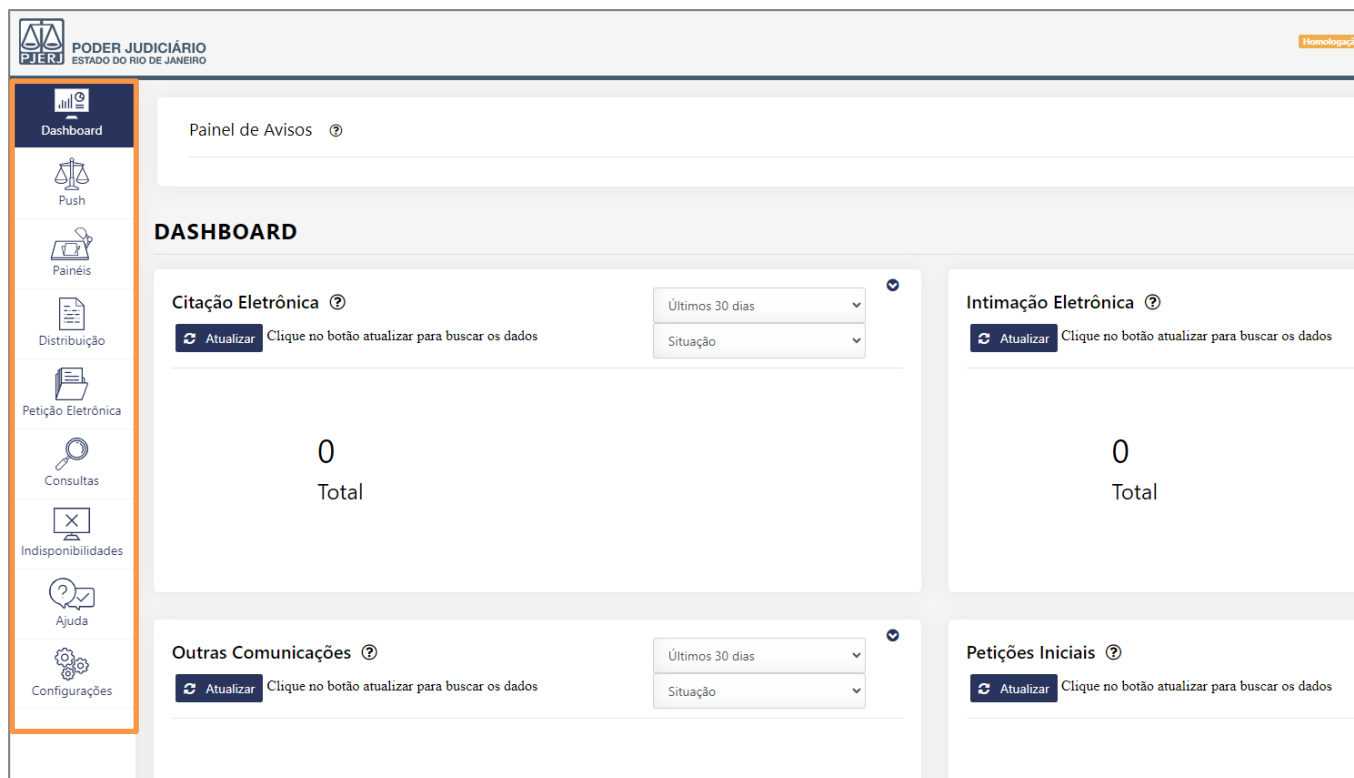 PJERJ
PODER JUDICIÁRIO
ESTADO DO RIO DE JANEIRO
Dashboard
Push
Painéis
Distribuição
Petição Eletrônica
Consultas
Indisponibilidades
Ajuda
Configurações
Painel de Avisos
DASHBOARD
Citação Eletrônica
Últimos 30 dias
Atualizar Clique no botão atualizar para buscar os dados
Situação
0
Total
Intimação Eletrônica
Atualizar Clique no botão atualizar para buscar os dados
0
Total
Outras Comunicações
Últimos 30 dias
Atualizar Clique no botão atualizar para buscar os dados
Situação
Petições Iniciais
Atualizar Clique no botão atualizar para buscar os dados